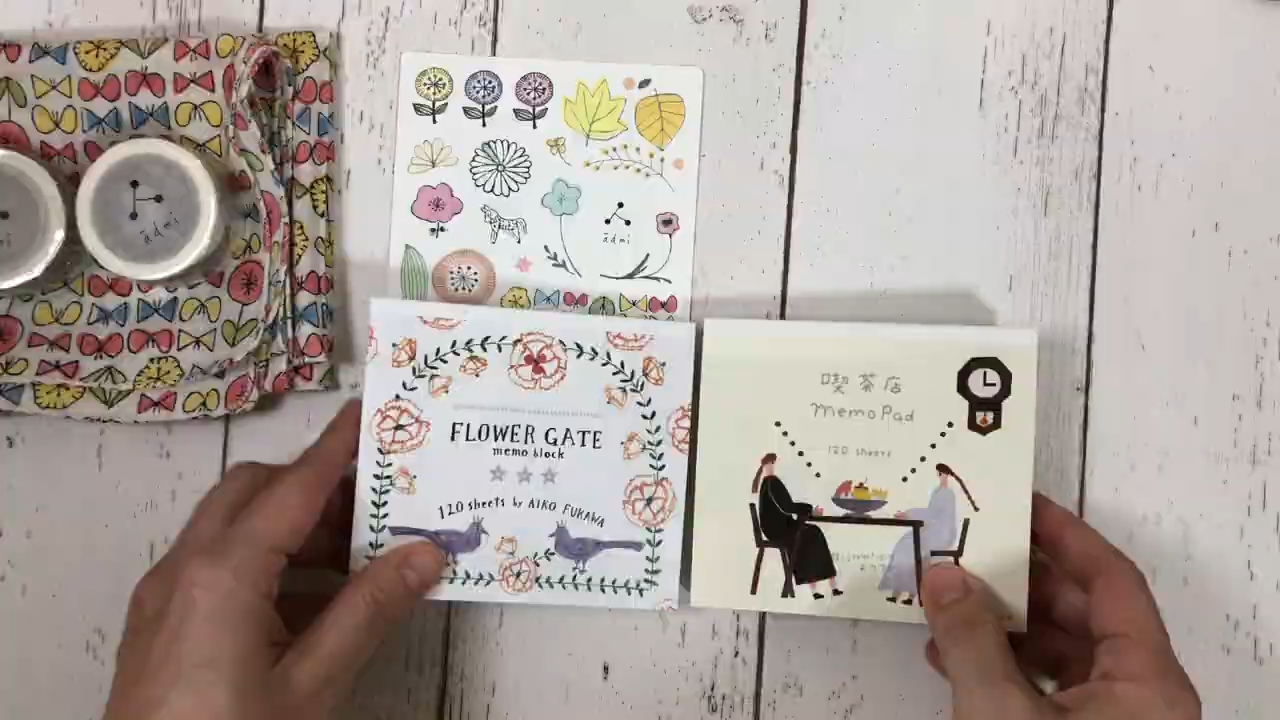 ādmi
ādmi
FLOWER GATE
memo block
120 sheets by AIKO FUKAWA
喫茶店
memo Pad
120 sheets